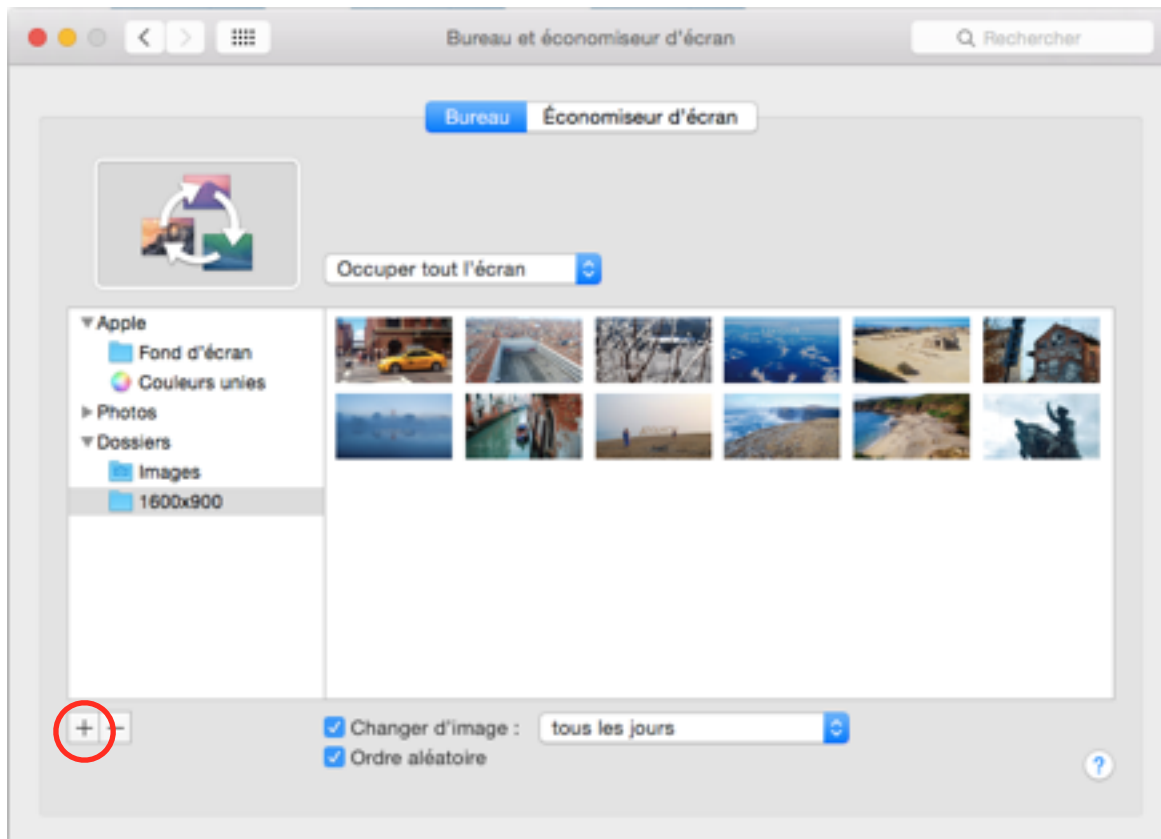 Bureau et économiseur d'écran
Rechercher
Bureau
Économiseur d'écran
Occuper tout l'écran
Apple
Fond d'écran
Couleurs unies
Photos
Dossiers
Images
1600x900
+ −
Changer d'image : tous les jours
Ordre aléatoire
?